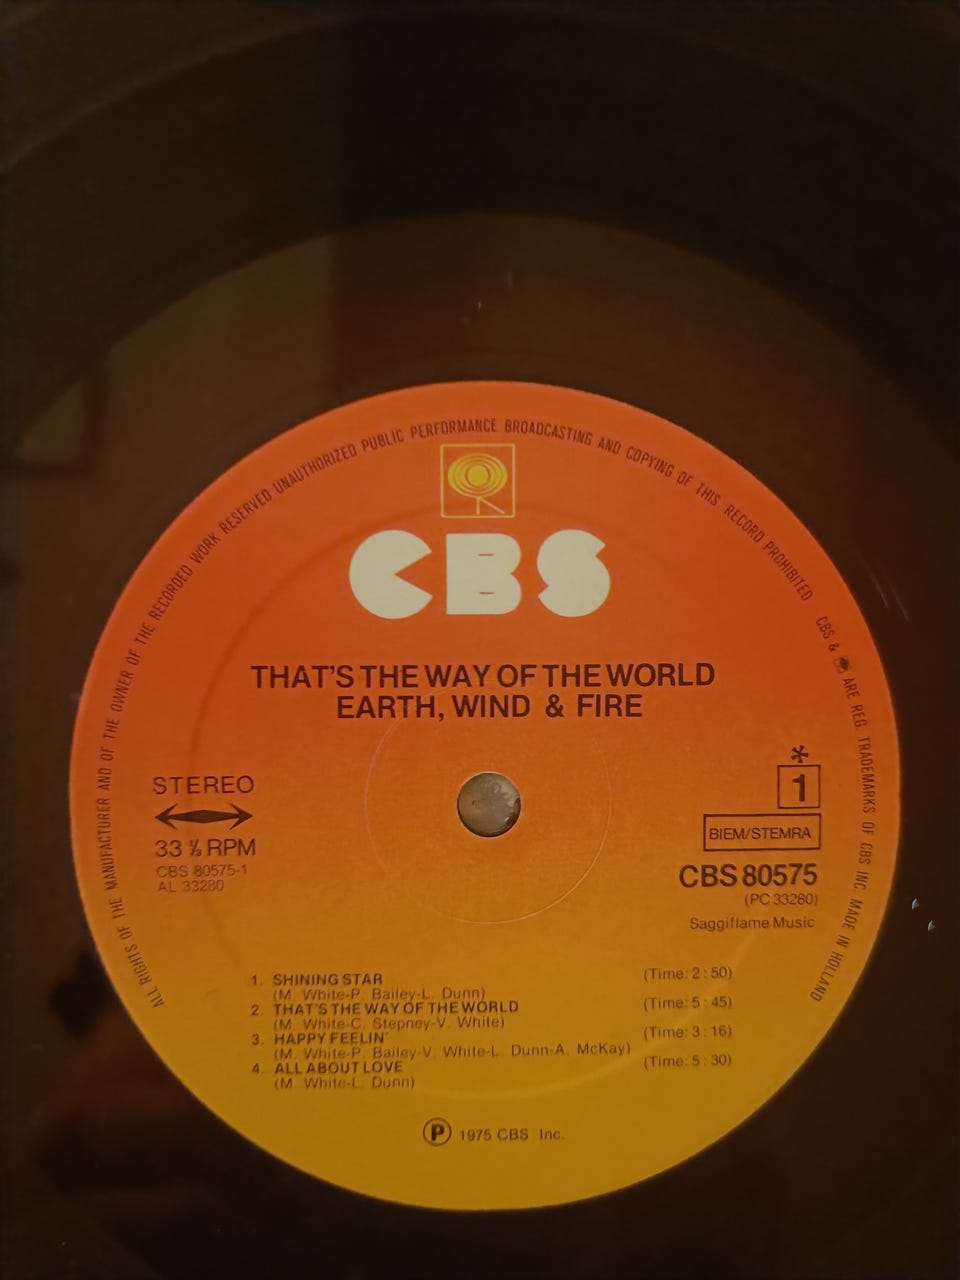 ALL RIGHTS OF THE MANUFACTURER AND OF THE OWNER OF THE RECORDED WORK RESERVED UNAUTHORIZED PUBLIC PERFORMANCE BROADCASTING AND COPYING OF THIS RECORD PROHIBITED
CBS & ARE REG. TRADEMARKS OF CBS INC. MADE IN HOLLAND
CBS
THAT'S THE WAY OF THE WORLD
EARTH, WIND & FIRE
STEREO
33 ⅓ RPM
CBS 80575-1
AL 33280
*
1
BIEM/STEMRA
CBS 80575
(PC 33280)
Saggiflame Music
1. SHINING STAR (Time: 2:50)
(M. White-P. Bailey-L. Dunn)
2. THAT'S THE WAY OF THE WORLD (Time: 5:45)
(M. White-C. Stepney-V. White)
3. HAPPY FEELIN' (Time: 3:16)
(M. White-P. Bailey-V. White-L. Dunn-A. McKay)
4. ALL ABOUT LOVE (Time: 5:30)
(M. White-L. Dunn)
Ⓟ 1975 CBS Inc.